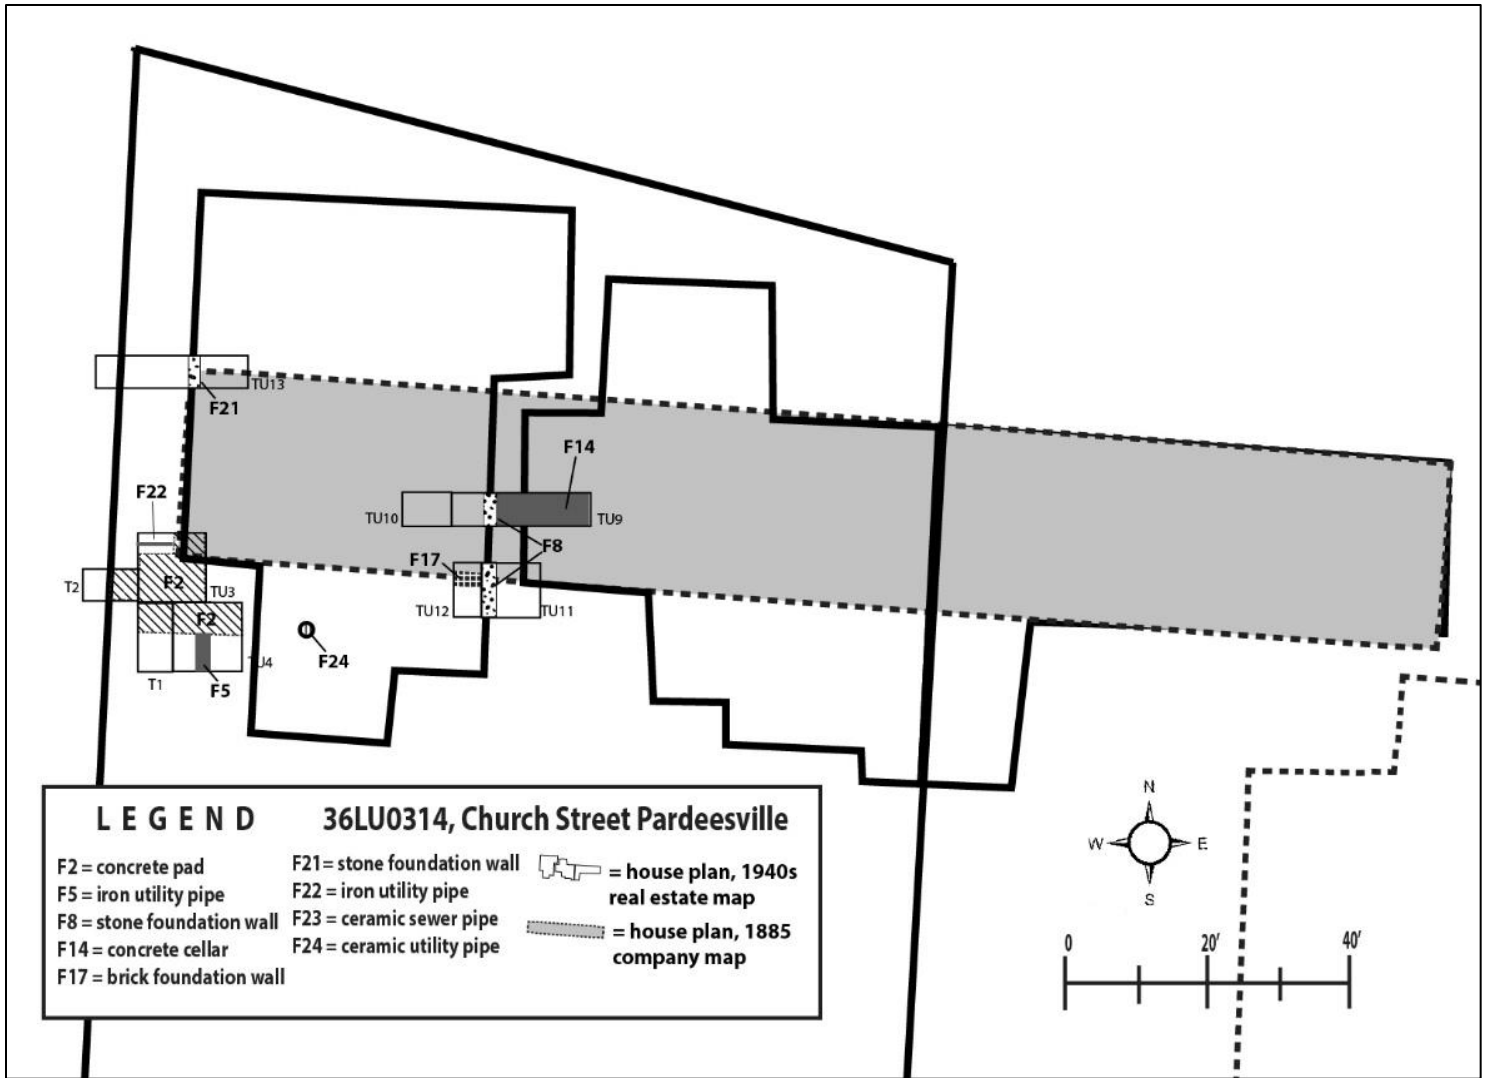 TU13
F21
F14
F22
TU10
TU9
F8
F17
T2
F2
TU3
TU12
TU11
F2
F24
TU4
T1
F5
N
W
E
S
0
20'
40'
LEGEND
36LU0314, Church Street Pardeesville
F2 = concrete pad
F5 = iron utility pipe
F8 = stone foundation wall
F14 = concrete cellar
F17 = brick foundation wall
F21= stone foundation wall
F22 = iron utility pipe
F23 = ceramic sewer pipe
F24 = ceramic utility pipe
= house plan, 1940s
real estate map
= house plan, 1885
company map